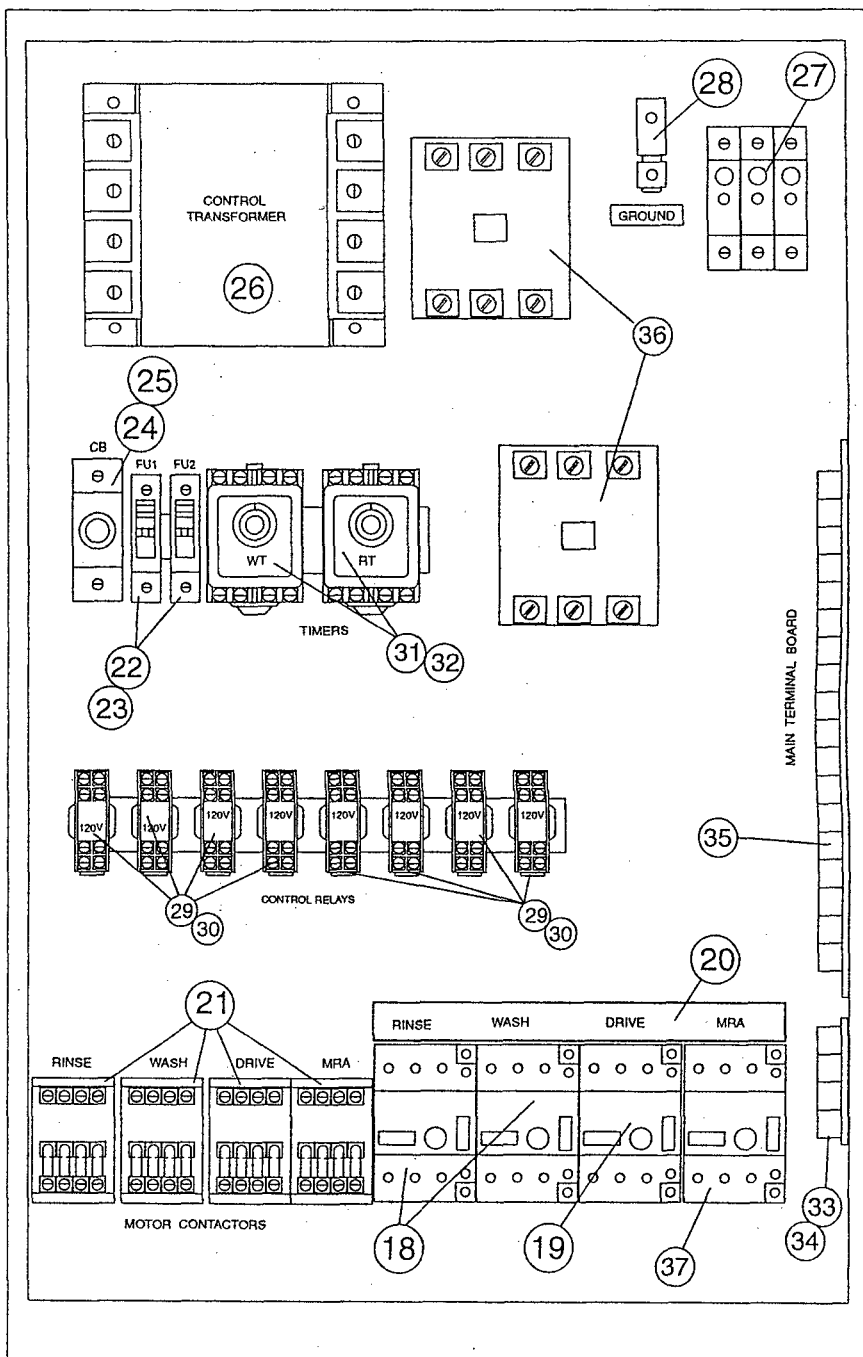 28
27
CONTROL
TRANSFORMER
26
GROUND
36
25
24
CB
FU1
FU2
WT
RT
TIMERS
31
32
22
23
MAIN TERMINAL BOARD
35
120V
120V
120V
120V
120V
120V
120V
120V
29
30
CONTROL RELAYS
29
30
20
21
RINSE
WASH
DRIVE
MRA
RINSE
WASH
DRIVE
MRA
MOTOR CONTACTORS
18
19
37
33
34